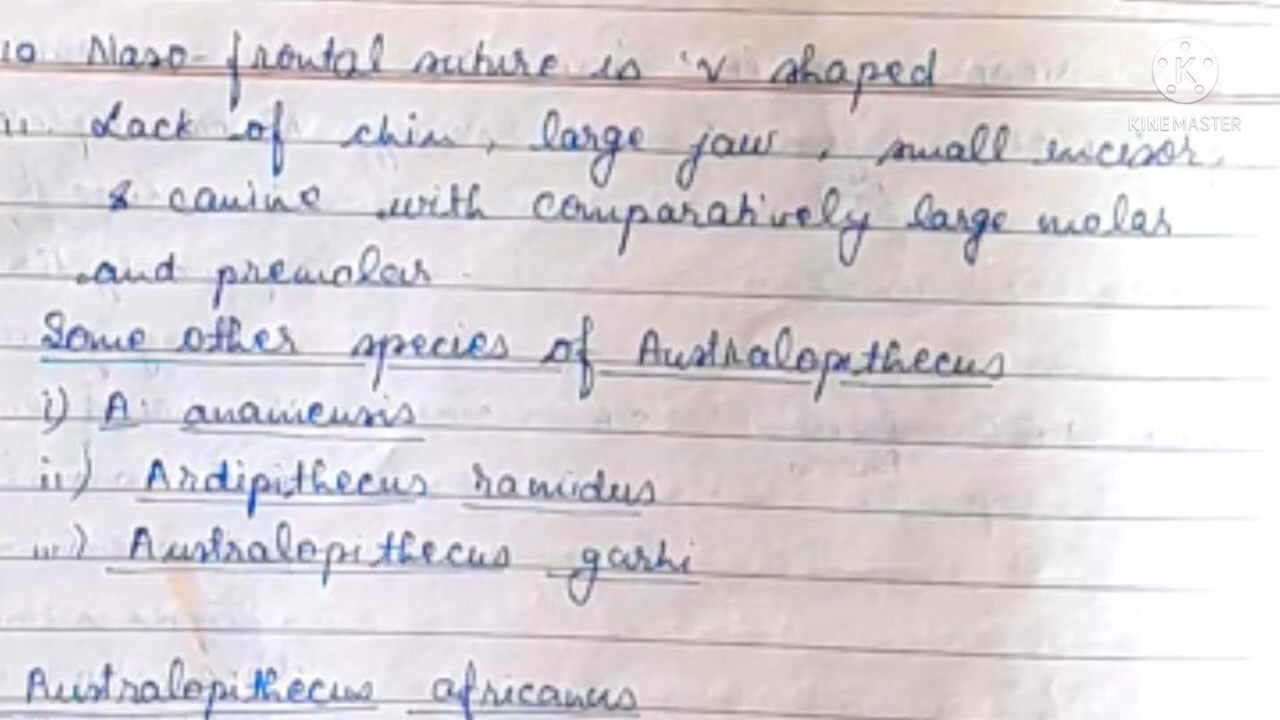 10 Naso-frontal suture is 'v shaped
11 Lack of chin, large jaw, small incisor,
& canine with comparatively large molar
and premolar.
Some other species of Australopithecus
i) A. anamensis
ii) Ardipithecus ramidus
iii) Australopithecus garhi
Australopithecus africanus
KINEMASTER